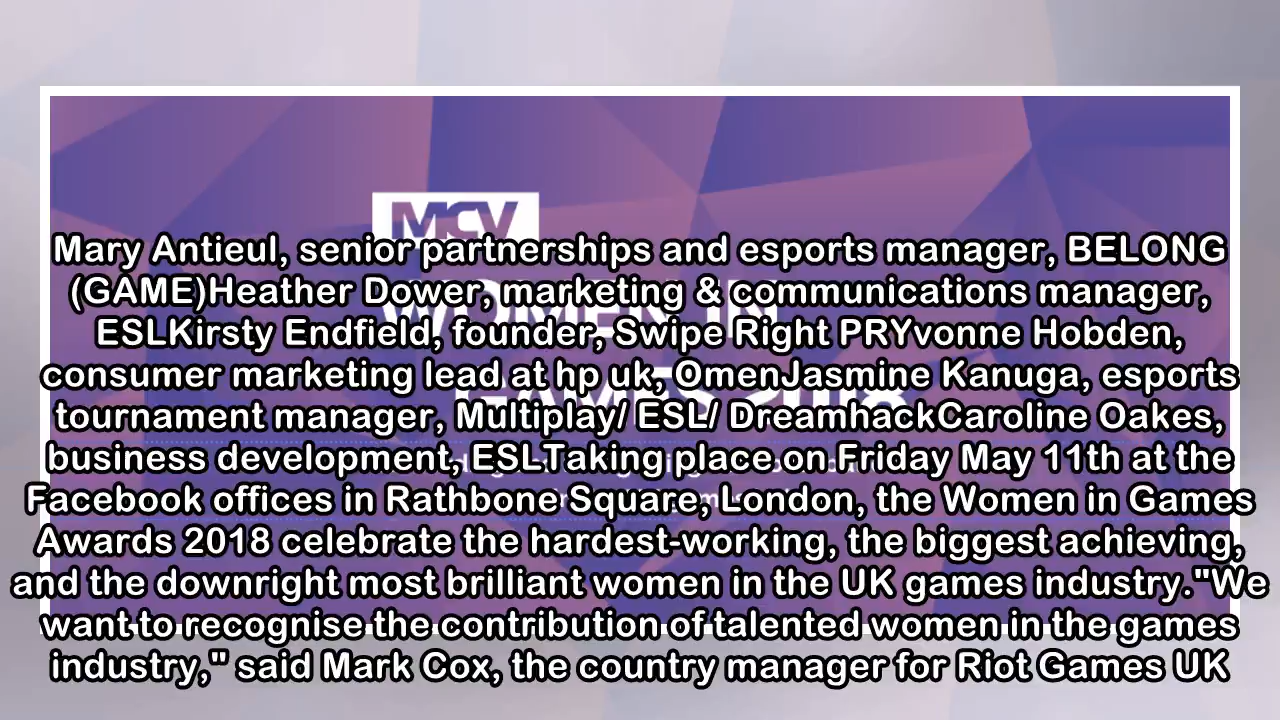 MCV
Mary Antieul, senior partnerships and esports manager, BELONG
(GAME)Heather Dower, marketing & communications manager,
ESLKirsty Endfield, founder, Swipe Right PRYvonne Hobden,
consumer marketing lead at hp uk, OmenJasmine Kanuga, esports
tournament manager, Multiplay/ ESL/ DreamhackCaroline Oakes,
business development, ESLTaking place on Friday May 11th at the
Facebook offices in Rathbone Square, London, the Women in Games
Awards 2018 celebrate the hardest-working, the biggest achieving,
and the downright most brilliant women in the UK games industry."We
want to recognise the contribution of talented women in the games
industry," said Mark Cox, the country manager for Riot Games UK
WOMEN IN
GAMES 2018